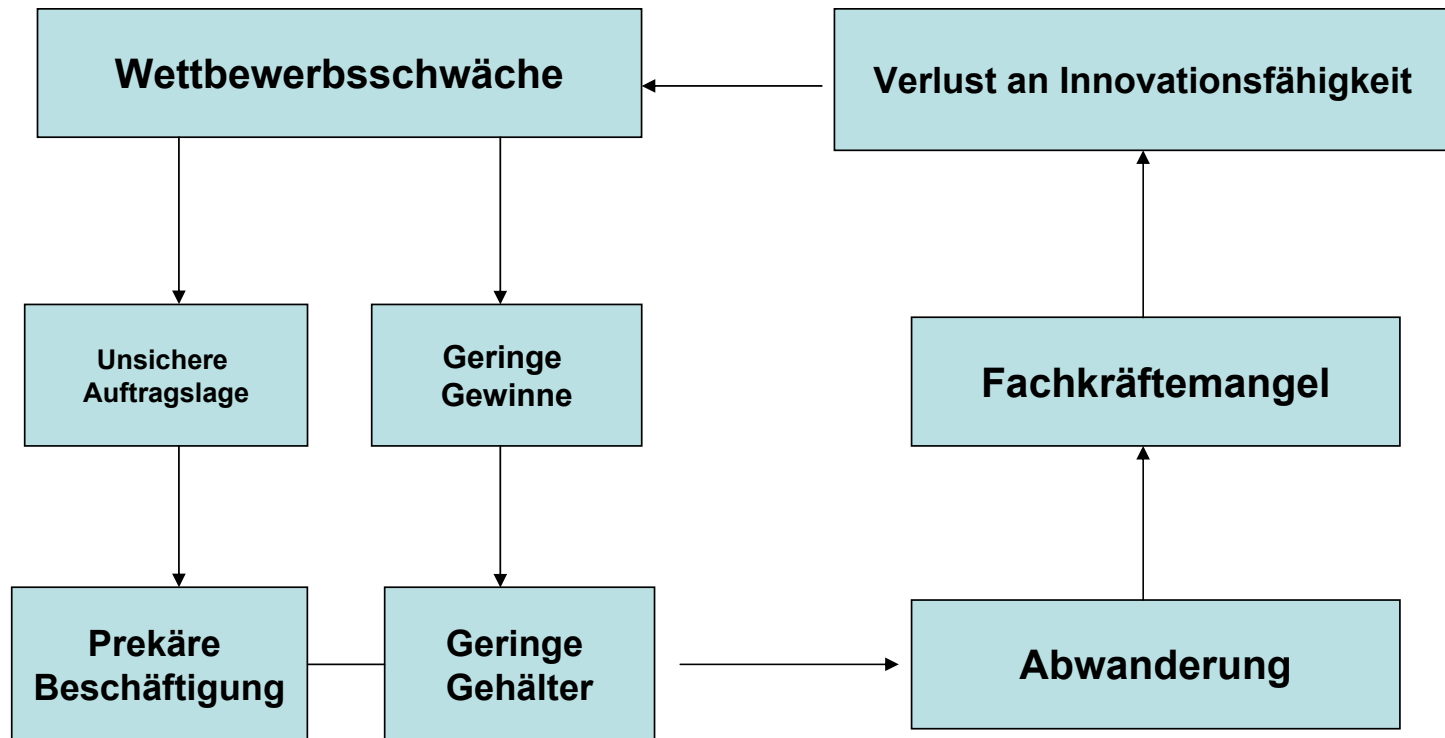 Wettbewerbsschwäche
Verlust an Innovationsfähigkeit
Unsichere
Auftragslage
Geringe
Gewinne
Fachkräftemangel
Prekäre
Beschäftigung
Geringe
Gehälter
Abwanderung